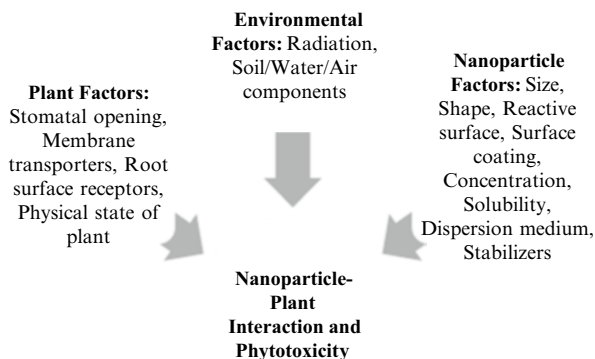 Environmental
Factors: Radiation,
Soil/Water/Air
components
Plant Factors:
Stomatal opening,
Membrane
transporters, Root
surface receptors,
Physical state of
plant
Nanoparticle
Factors: Size,
Shape, Reactive
surface, Surface
coating,
Concentration,
Solubility,
Dispersion medium,
Stabilizers
Nanoparticle-
Plant
Interaction and
Phytotoxicity